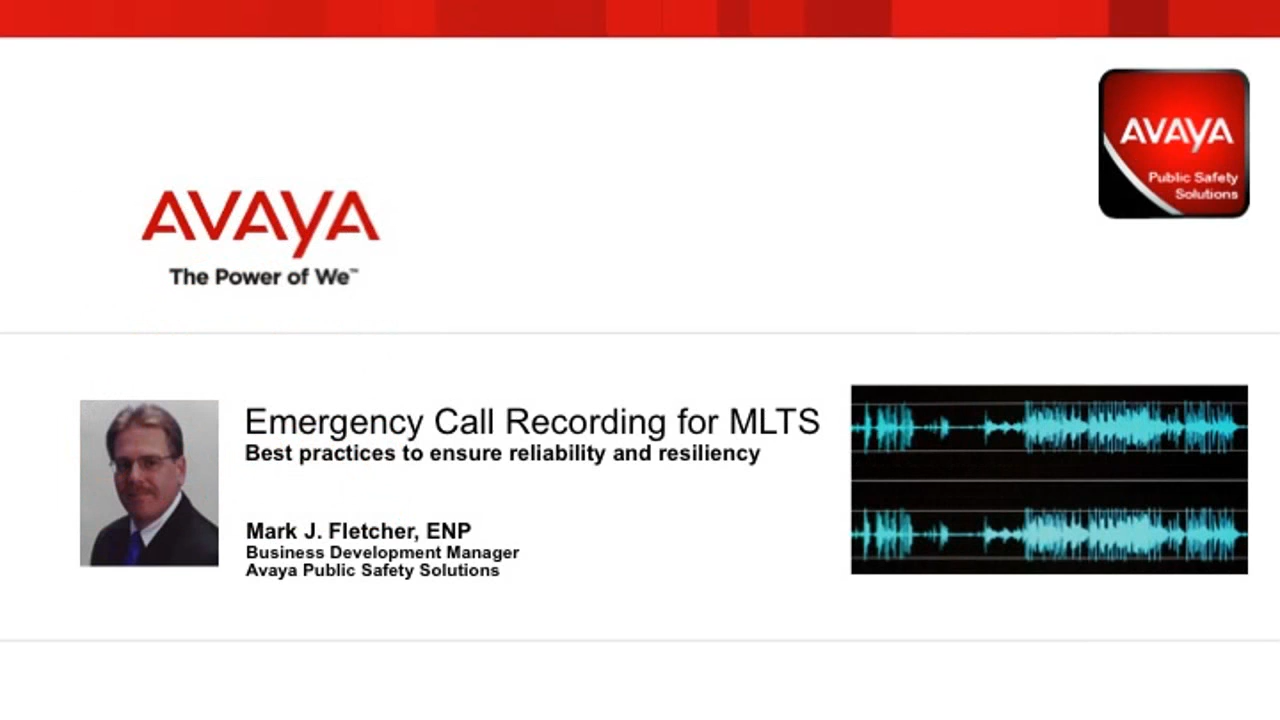 AVAYA
Public Safety
Solutions
AVAYA
The Power of We™
Emergency Call Recording for MLTS
Best practices to ensure reliability and resiliency
Mark J. Fletcher, ENP
Business Development Manager
Avaya Public Safety Solutions